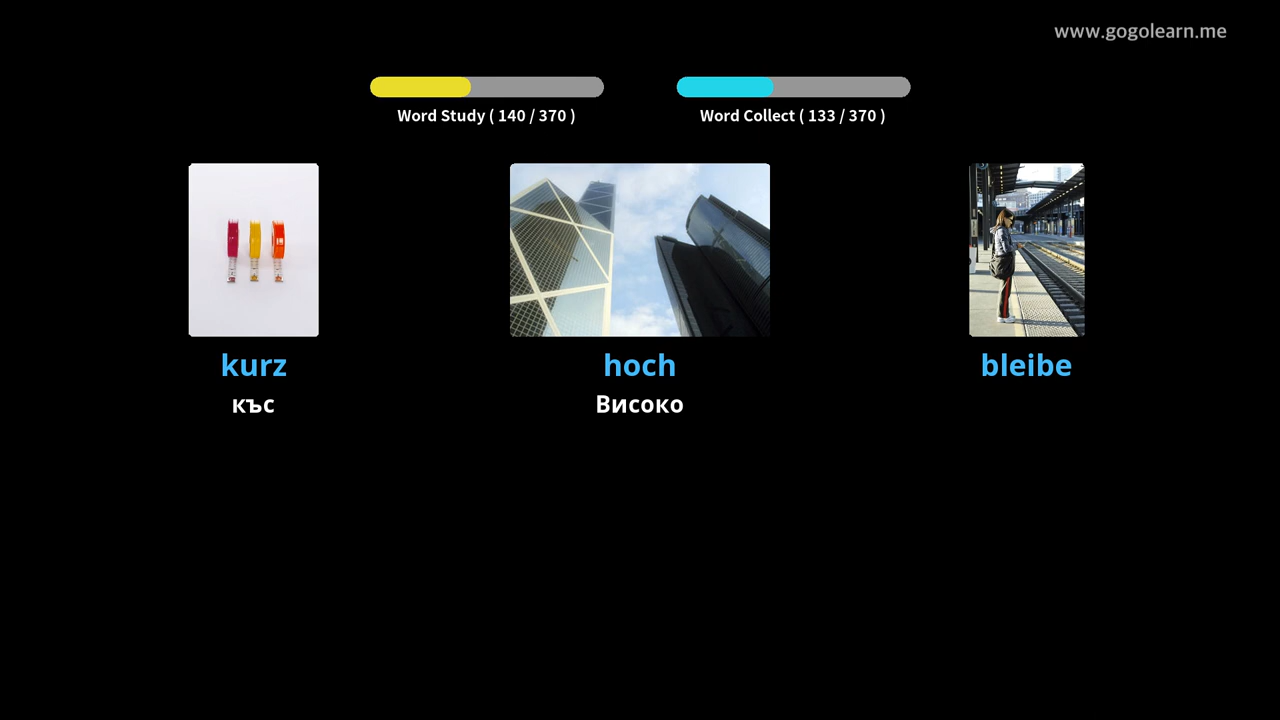 www.gogolearn.me
Word Study ( 140 / 370 )
Word Collect ( 133 / 370 )
kurz
hoch
bleibe
къс
Високо